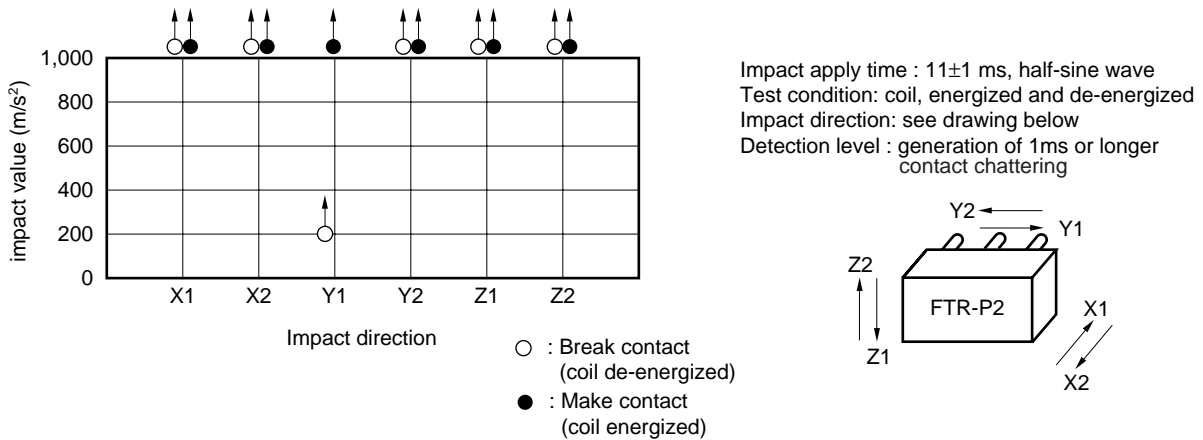 1,000
800
600
400
200
0
impact value (m/s²)
X1 X2 Y1 Y2 Z1 Z2
Impact direction
: Break contact
(coil de-energized)
: Make contact
(coil energized)
Impact apply time : 11±1 ms, half-sine wave
Test condition: coil, energized and de-energized
Impact direction: see drawing below
Detection level : generation of 1ms or longer
contact chattering
Y2
Y1
Z2
FTR-P2
X1
Z1
X2